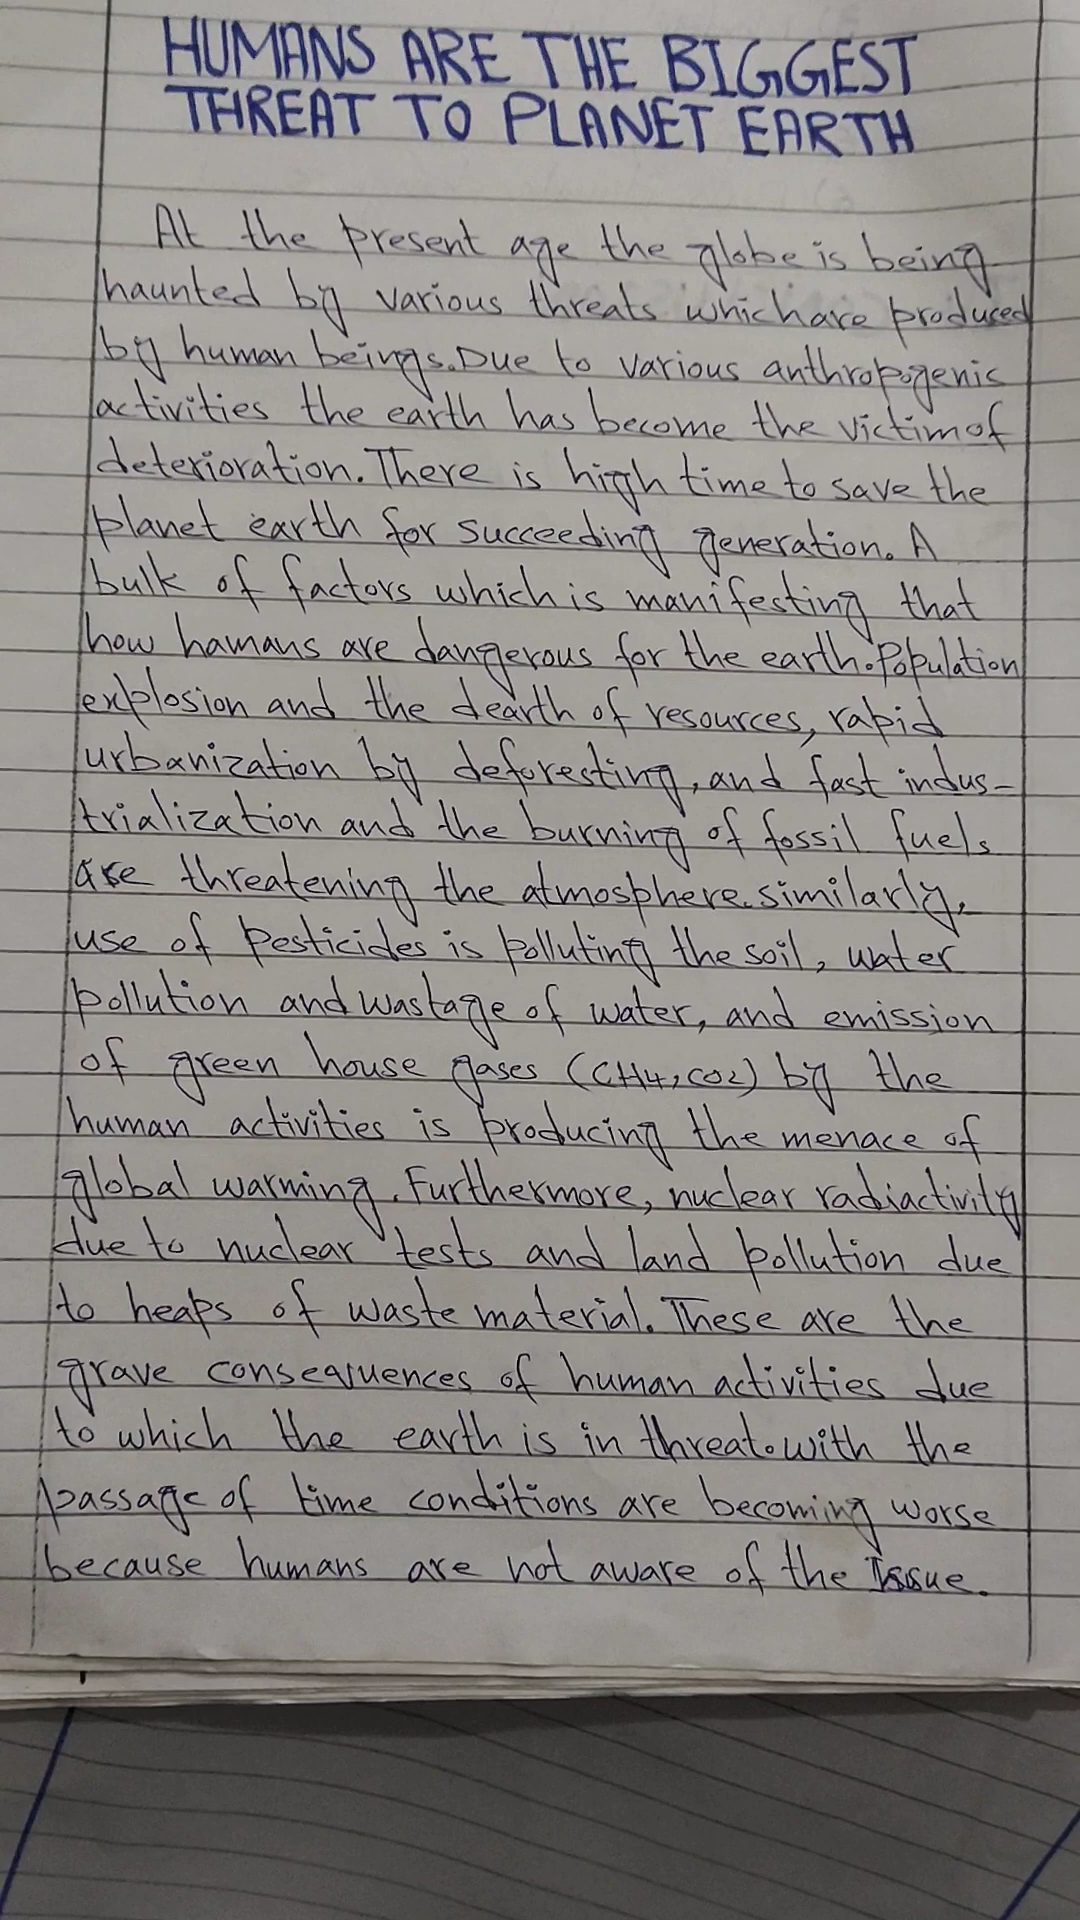 HUMANS ARE THE BIGGEST
THREAT TO PLANET EARTH
At the present age the globe is being
haunted by various threats which are produced
by human beings. Due to various anthropogenic
activities the earth has become the victim of
deterioration. There is high time to save the
planet earth for succeeding generation. A
bulk of factors which is manifesting that
how hamans are dangerous for the earth. Population
explosion and the dearth of resources, rapid
urbanization by deforesting, and fast indus-
trialization and the burning of fossil fuels
are threatening the atmosphere. similarly,
use of pesticides is polluting the soil, water
pollution and wastage of water, and emission
of green house gases (CH4, CO2) by the
human activities is producing the menace of
global warming. Furthermore, nuclear radiactivity
due to nuclear tests and land pollution due
to heaps of waste material. These are the
grave consequences of human activities due
to which the earth is in threat. with the
passage of time conditions are becoming worse
because humans are not aware of the Issue.